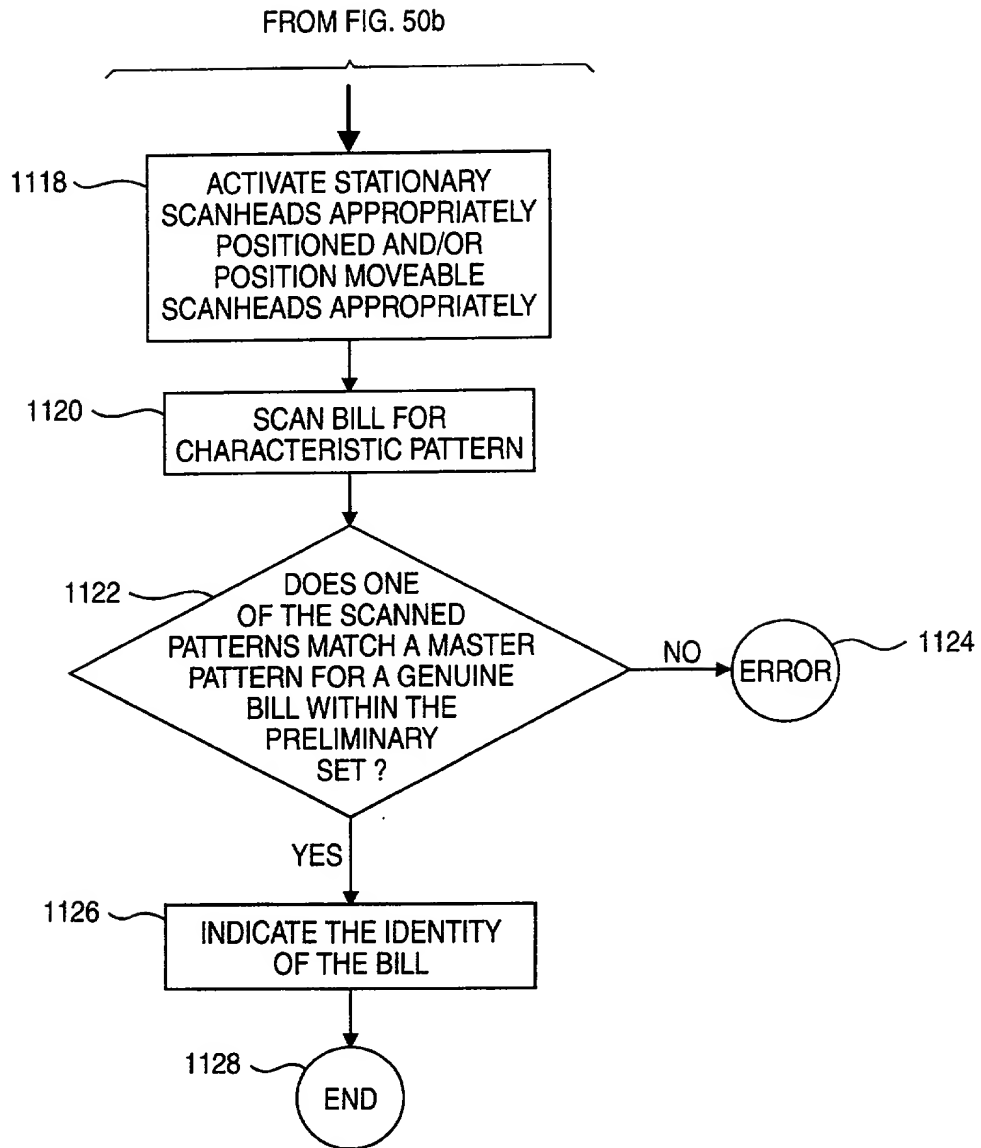 FROM FIG. 50b
1118
ACTIVATE STATIONARY
SCANHEADS APPROPRIATELY
POSITIONED AND/OR
POSITION MOVEABLE
SCANHEADS APPROPRIATELY
1120
SCAN BILL FOR
CHARACTERISTIC PATTERN
1122
DOES ONE
OF THE SCANNED
PATTERNS MATCH A MASTER
PATTERN FOR A GENUINE
BILL WITHIN THE
PRELIMINARY
SET ?
NO
ERROR
1124
YES
1126
INDICATE THE IDENTITY
OF THE BILL
1128
END